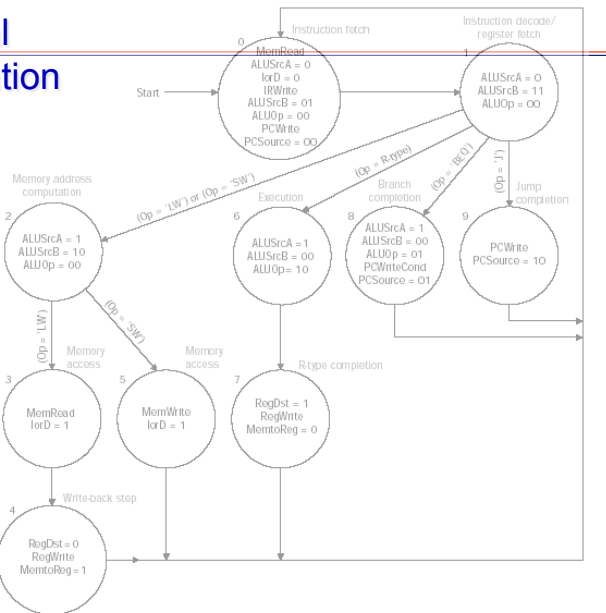 l
tion
Instruction fetch
0
MemRead
ALUSrcA = 0
IorD = 0
IRWrite
ALUSrcB = 01
ALUOp = 00
PCWrite
PCSource = 00
Start
Instruction decode/
register fetch
1
ALUSrcA = 0
ALUSrcB = 11
ALUOp = 00
(Op = 'LW') or (Op = 'SW')
(Op = R-type)
(Op = 'BEQ')
(Op = 'J')
Memory address
computation
2
ALUSrcA = 1
ALUSrcB = 10
ALUOp = 00
Execution
6
ALUSrcA = 1
ALUSrcB = 00
ALUOp = 10
Branch
completion
8
ALUSrcA = 1
ALUSrcB = 00
ALUOp = 01
PCWriteCond
PCSource = 01
Jump
completion
9
PCWrite
PCSource = 10
(Op = 'LW')
(Op = 'SW')
Memory
access
3
MemRead
IorD = 1
Memory
access
5
MemWrite
IorD = 1
R-type completion
7
RegDst = 1
RegWrite
MemtoReg = 0
Write-back step
4
RegDst = 0
RegWrite
MemtoReg = 1